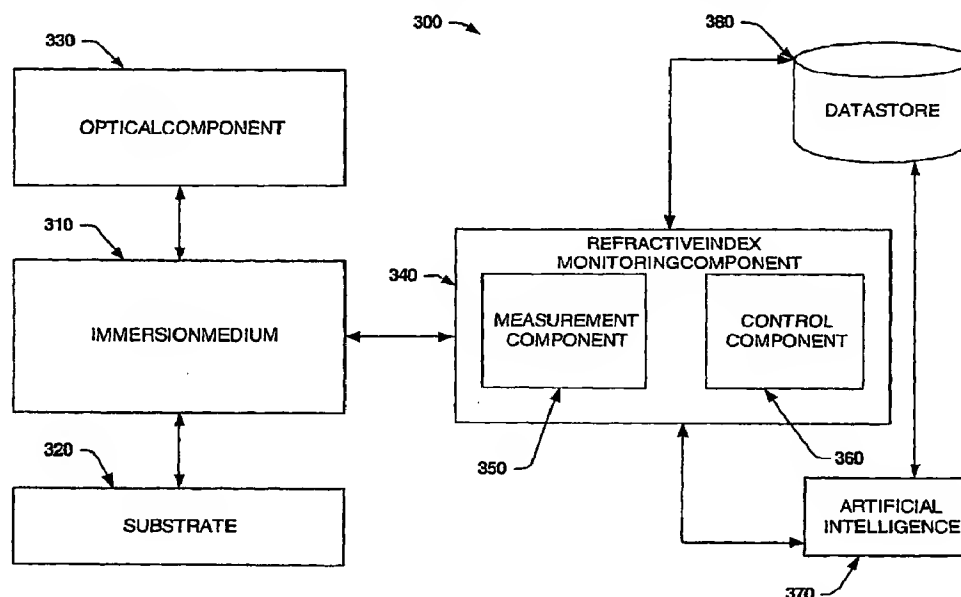 330
300
380
OPTICALCOMPONENT
DATASTORE
310
REFRACTIVEINDEX
MONITORINGCOMPONENT
340
IMMERSIONMEDIUM
MEASUREMENT
COMPONENT
CONTROL
COMPONENT
320
350
360
SUBSTRATE
ARTIFICIAL
INTELLIGENCE
370